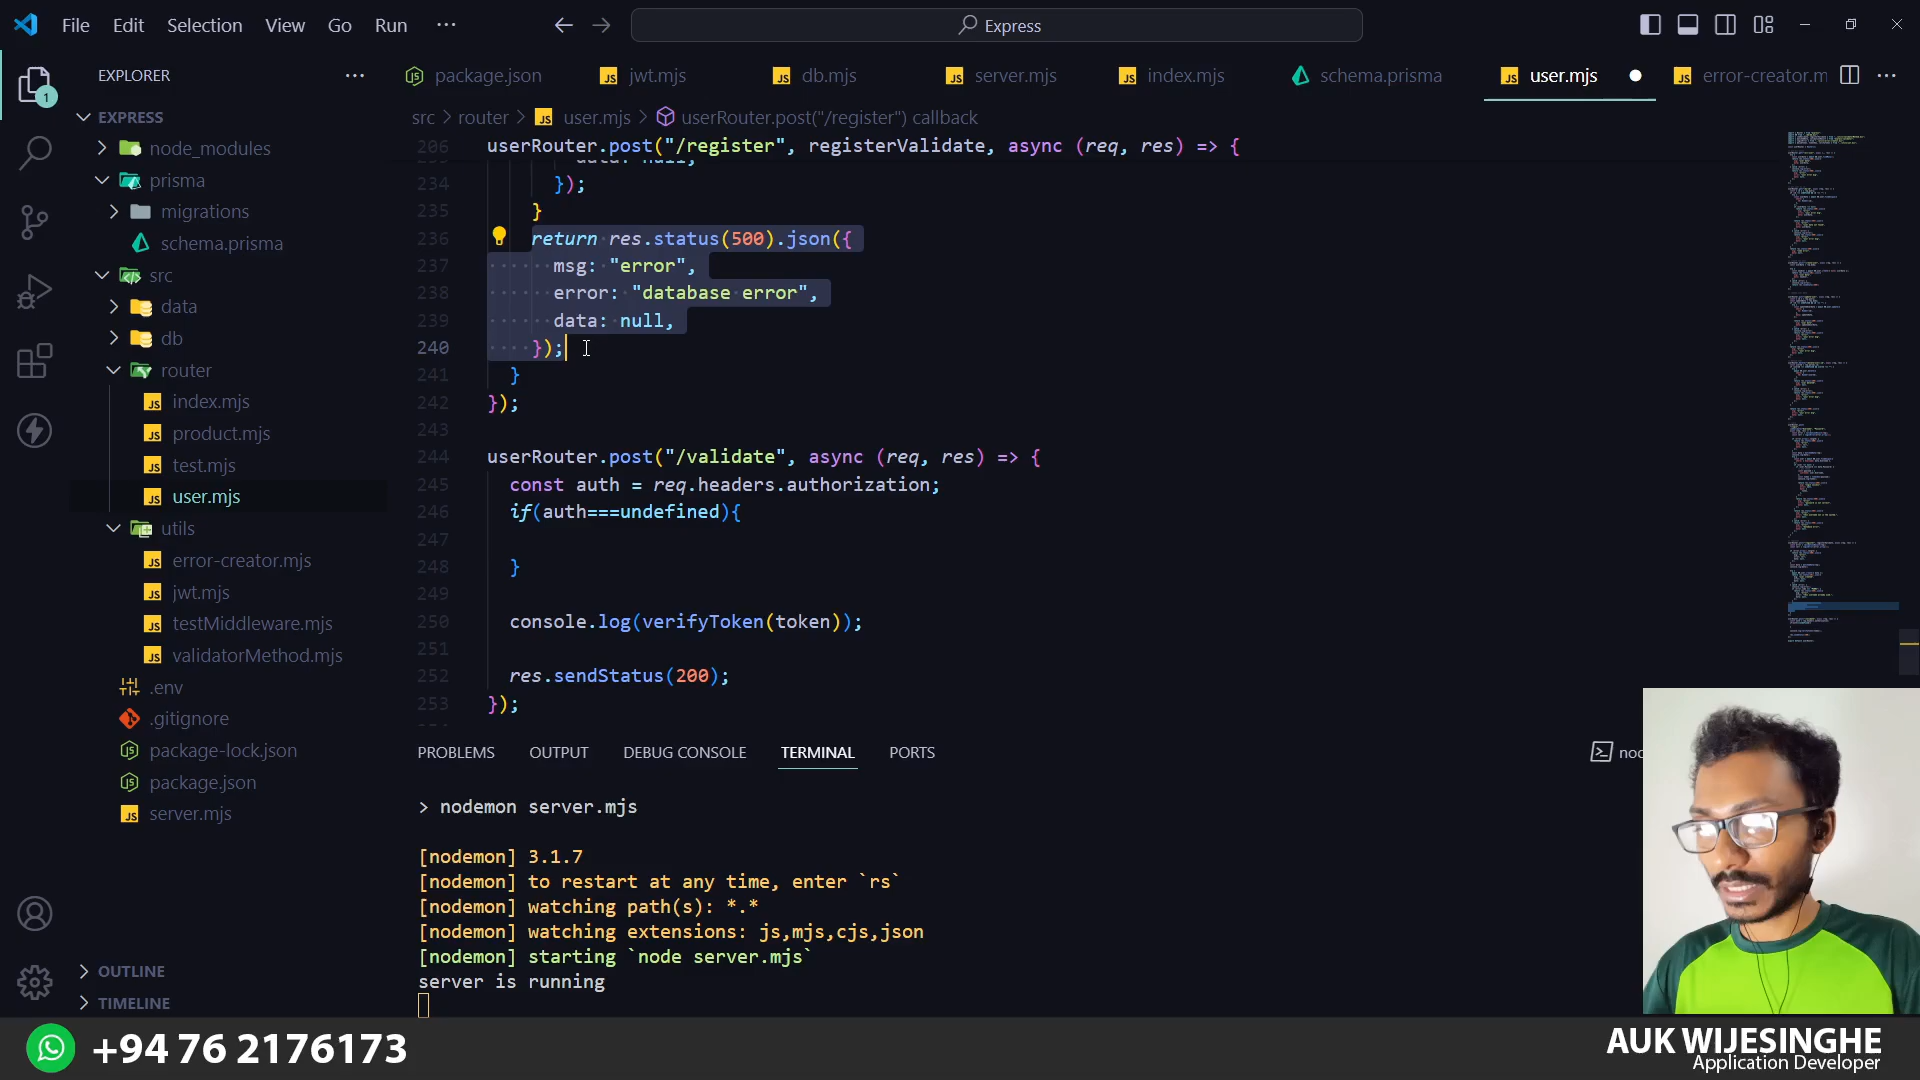 File Edit Selection View Go Run ··· Express
EXPLORER ···
package.json jwt.mjs db.mjs server.mjs index.mjs schema.prisma user.mjs error-creator.m ···
1
EXPRESS
node_modules
prisma
migrations
schema.prisma
src
data
db
router
index.mjs
product.mjs
test.mjs
user.mjs
utils
error-creator.mjs
jwt.mjs
testMiddleware.mjs
validatorMethod.mjs
.env
.gitignore
package-lock.json
package.json
server.mjs
OUTLINE
TIMELINE
src > router > user.mjs > userRouter.post("/register") callback
206 userRouter.post("/register", registerValidate, async (req, res) => {
234 });
235 }
236 return res.status(500).json({
237 msg: "error",
238 error: "database error",
239 data: null,
240 });
241 }
242 });
243
244 userRouter.post("/validate", async (req, res) => {
245 const auth = req.headers.authorization;
246 if(auth===undefined){
247
248 }
249
250 console.log(verifyToken(token));
251
252 res.sendStatus(200);
253 });
PROBLEMS OUTPUT DEBUG CONSOLE TERMINAL PORTS
> nodemon server.mjs
[nodemon] 3.1.7
[nodemon] to restart at any time, enter `rs`
[nodemon] watching path(s): *.*
[nodemon] watching extensions: js,mjs,cjs,json
[nodemon] starting `node server.mjs`
server is running
+94 76 2176173
AUK WIJESINGHE
Application Developer